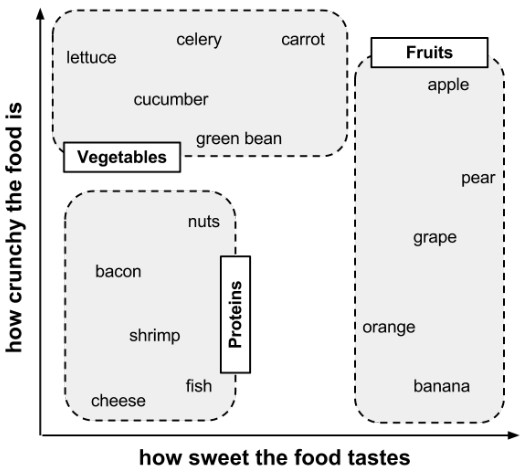 celery
carrot
lettuce
Fruits
apple
cucumber
green bean
Vegetables
pear
nuts
grape
bacon
Proteins
shrimp
orange
fish
cheese
banana
how crunchy the food is
how sweet the food tastes